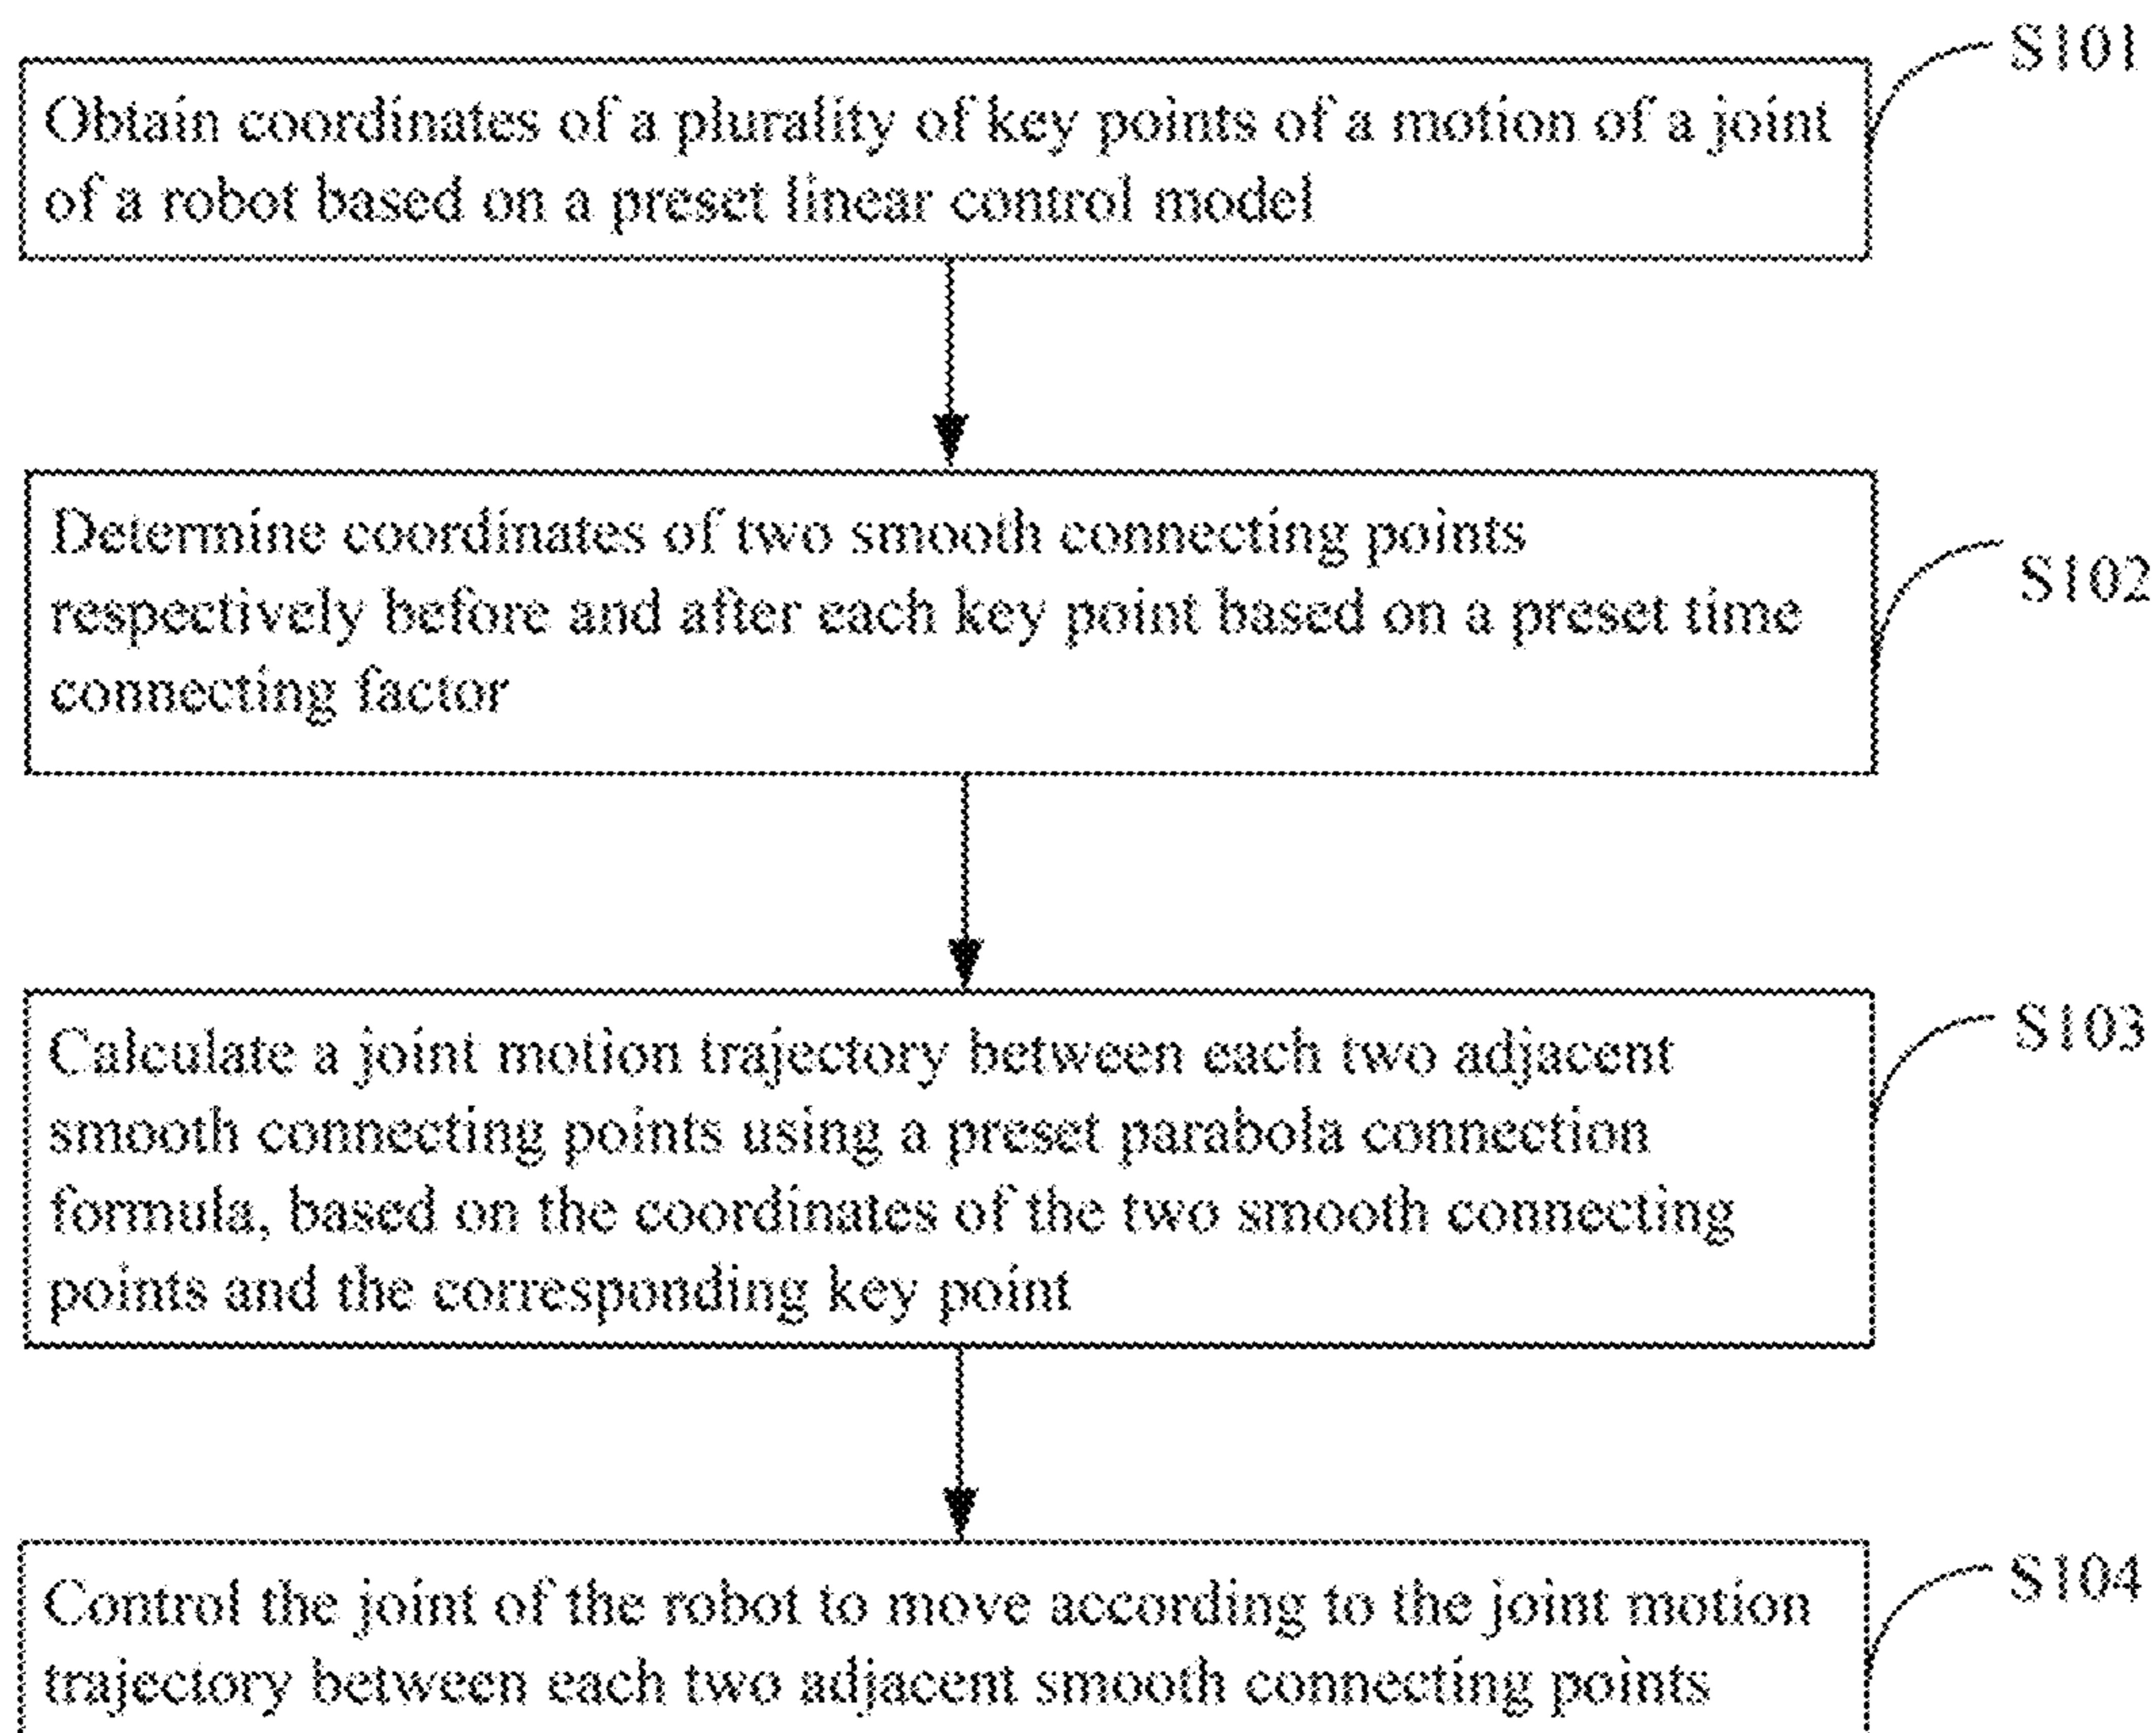 S101
Obtain coordinates of a plurality of key points of a motion of a joint
of a robot based on a preset linear control model
Determine coordinates of two smooth connecting points
respectively before and after each key point based on a preset time
connecting factor
S102
Calculate a joint motion trajectory between each two adjacent
smooth connecting points using a preset parabola connection
formula, based on the coordinates of the two smooth connecting
points and the corresponding key point
S103
Control the joint of the robot to move according to the joint motion
trajectory between each two adjacent smooth connecting points
S104